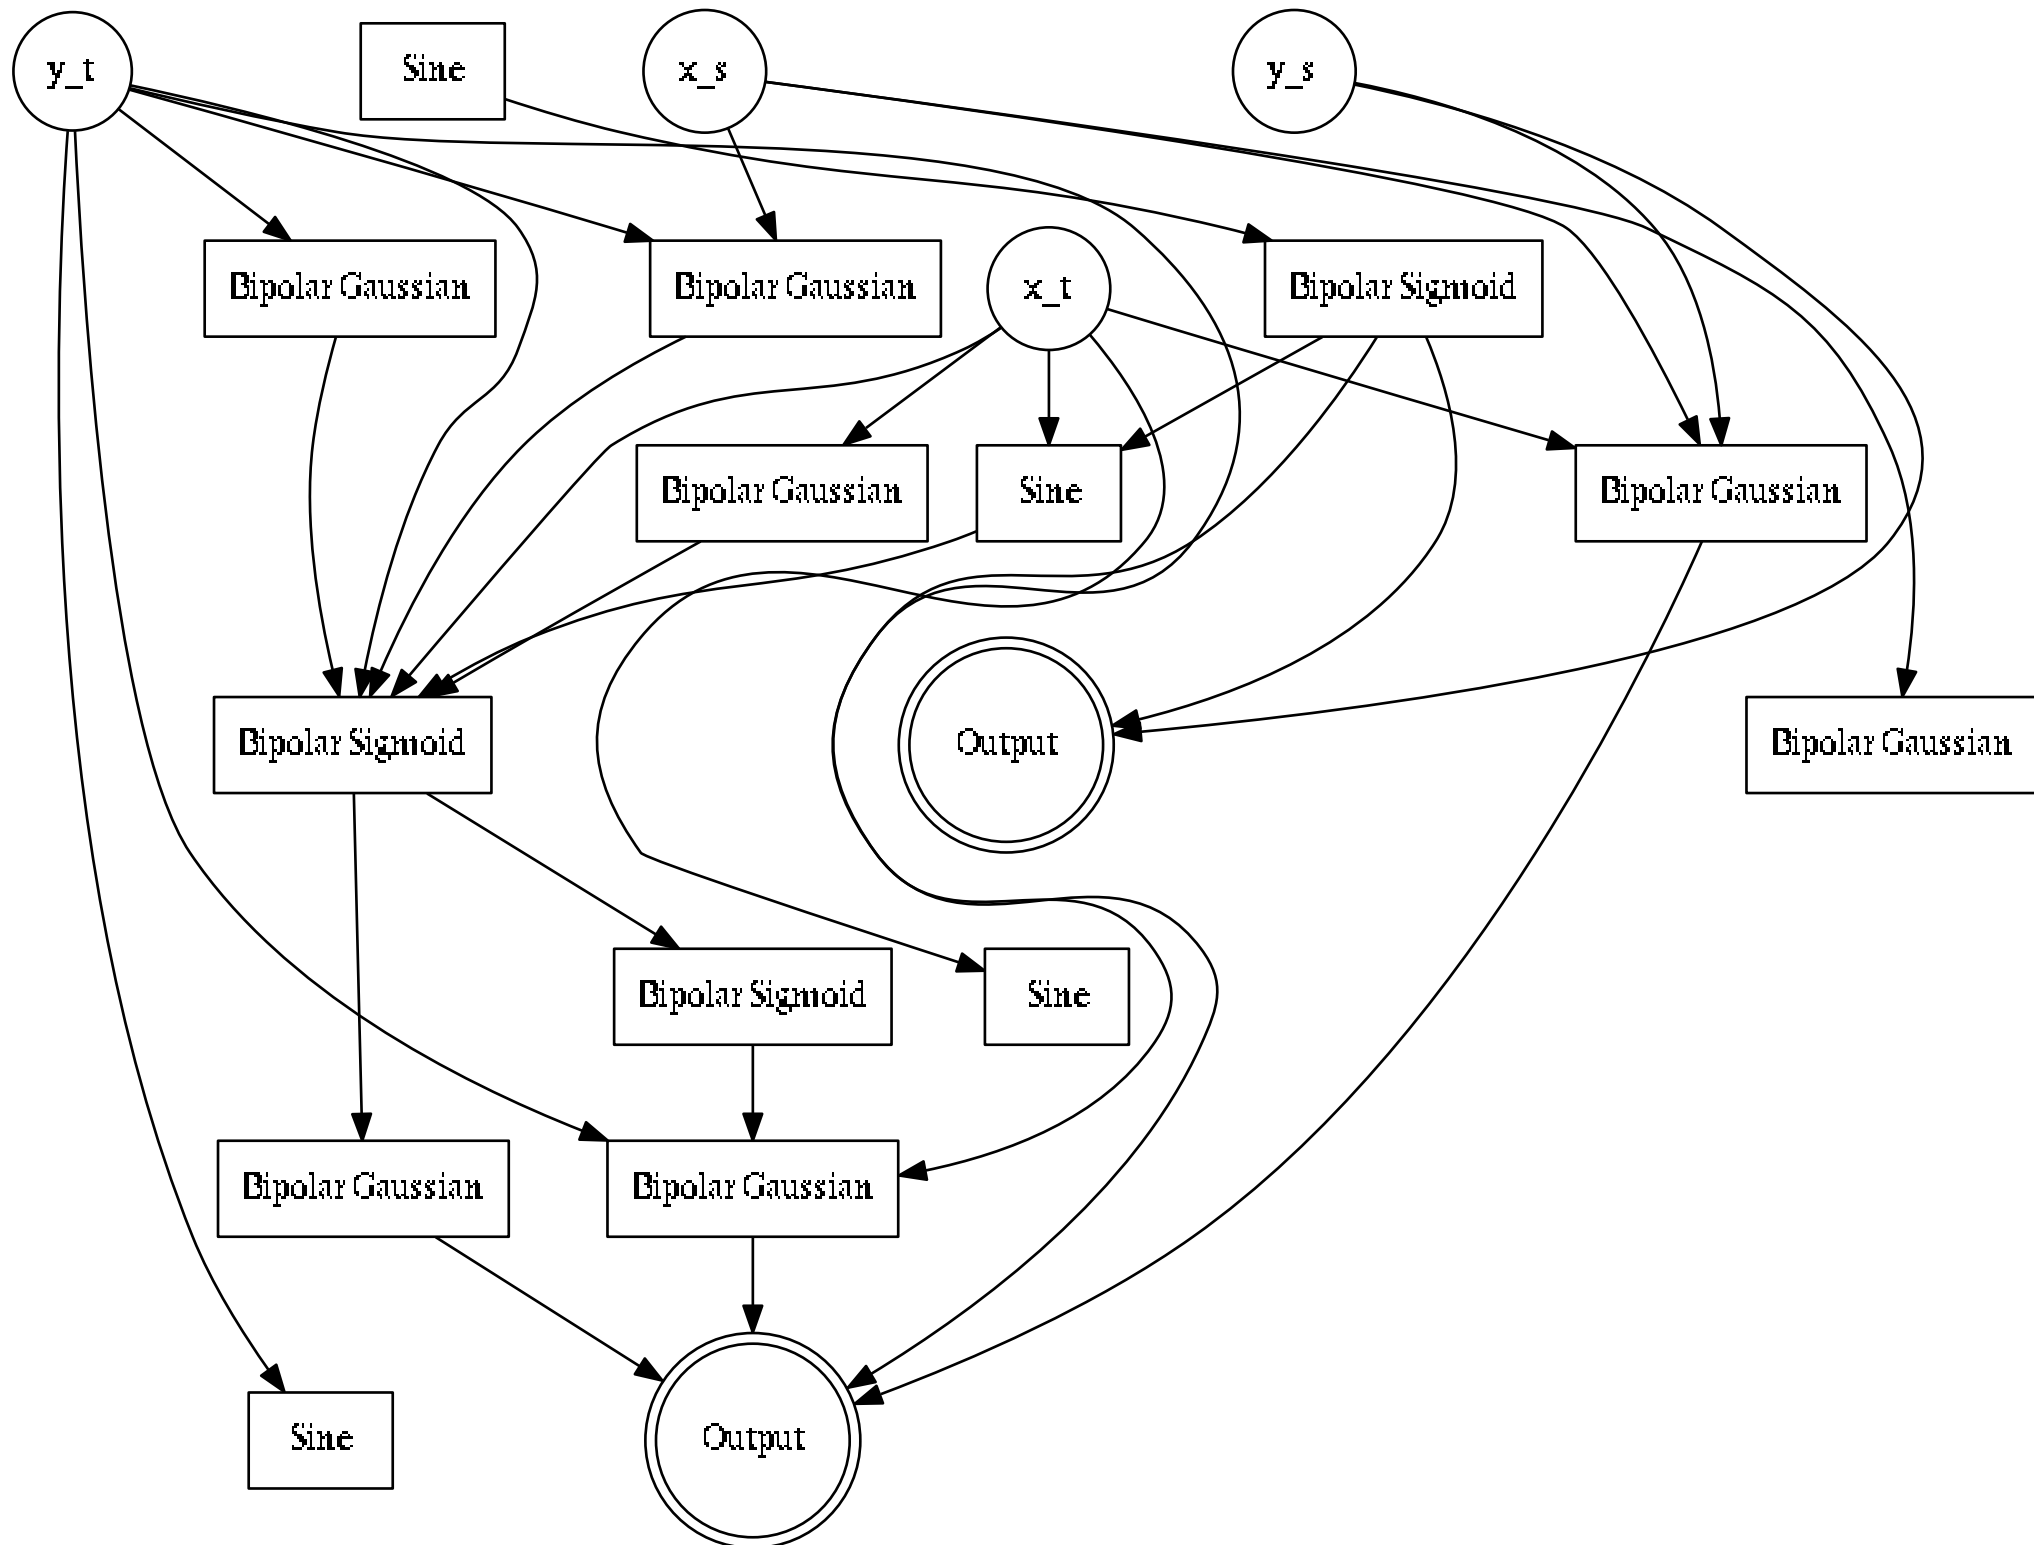 y_t
Sine
x_s
y_s
Bipolar Gaussian
Bipolar Gaussian
x_t
Bipolar Sigmoid
Bipolar Gaussian
Sine
Bipolar Gaussian
Bipolar Sigmoid
Output
Bipolar Gaussian
Bipolar Sigmoid
Sine
Bipolar Gaussian
Bipolar Gaussian
Sine
Output